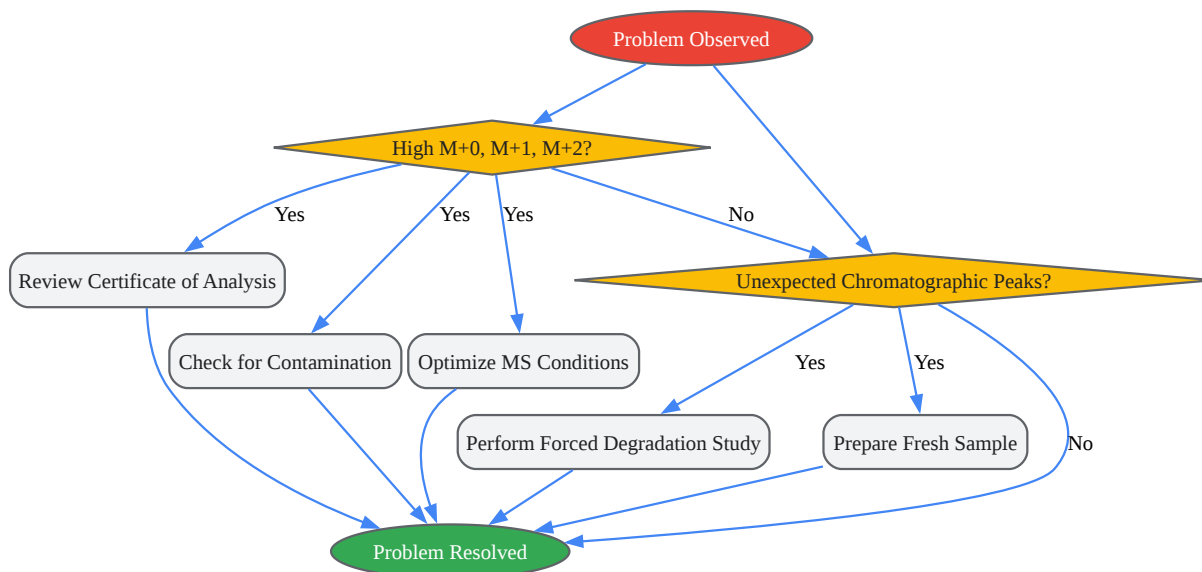 Problem Observed
High M+0, M+1, M+2?
Yes
Yes
Yes
No
Review Certificate of Analysis
Unexpected Chromatographic Peaks?
Check for Contamination
Optimize MS Conditions
Yes
Yes
No
Perform Forced Degradation Study
Prepare Fresh Sample
Problem Resolved